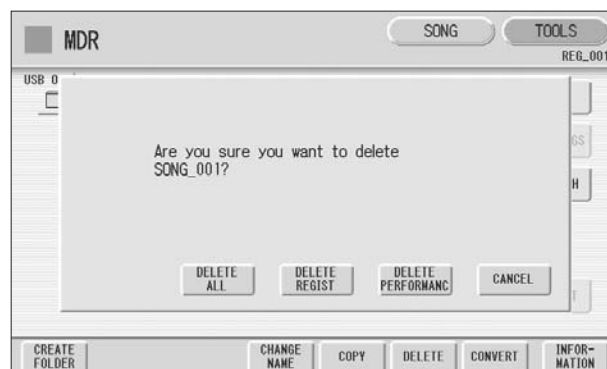 MDR
SONG
TOOLS
REG_001
USB 0
GS
H
Are you sure you want to delete
SONG_001?
DELETE
ALL
DELETE
REGIST
DELETE
PERFORMANC
CANCEL
T
CREATE
FOLDER
CHANGE
NAME
COPY
DELETE
CONVERT
INFOR-
MATION